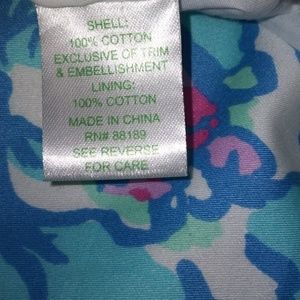 SHELL:
100% COTTON
EXCLUSIVE OF TRIM
& EMBELLISHMENT
LINING:
100% COTTON
MADE IN CHINA
RN# 88189
SEE REVERSE
FOR CARE